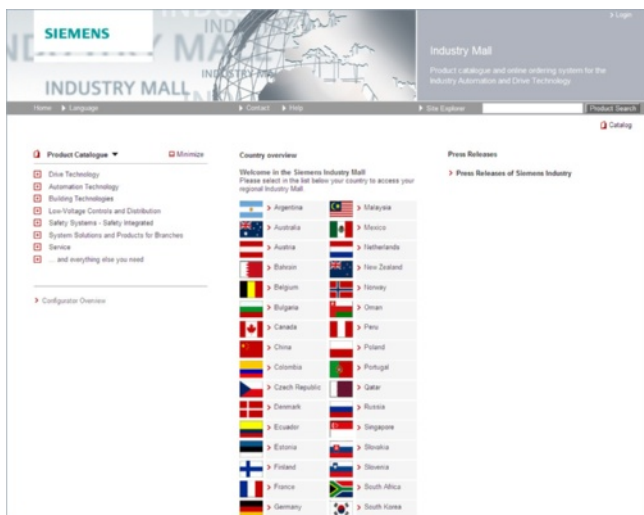 SIEMENS
INDUSTRY MALL
> Login
Industry Mall
Product catalogue and online ordering system for the
Industry Automation and Drive Technology
Home Language Contact Help Site Explorer Product Search
Catalog
Product Catalogue Minimize
Drive Technology
Automation Technology
Building Technologies
Low-Voltage Controls and Distribution
Safety Systems - Safety Integrated
System Solutions and Products for Branches
Service
... and everything else you need
> Configurator Overview
Country overview
Welcome in the Siemens Industry Mall
Please select in the list below your country to access your
regional Industry Mall.
> Argentina > Malaysia
> Australia > Mexico
> Austria > Netherlands
> Bahrain > New Zealand
> Belgium > Norway
> Bulgaria > Oman
> Canada > Peru
> China > Poland
> Colombia > Portugal
> Czech Republic > Qatar
> Denmark > Russia
> Ecuador > Singapore
> Estonia > Slovakia
> Finland > Slovenia
> France > South Africa
> Germany > South Korea
Press Releases
> Press Releases of Siemens Industry